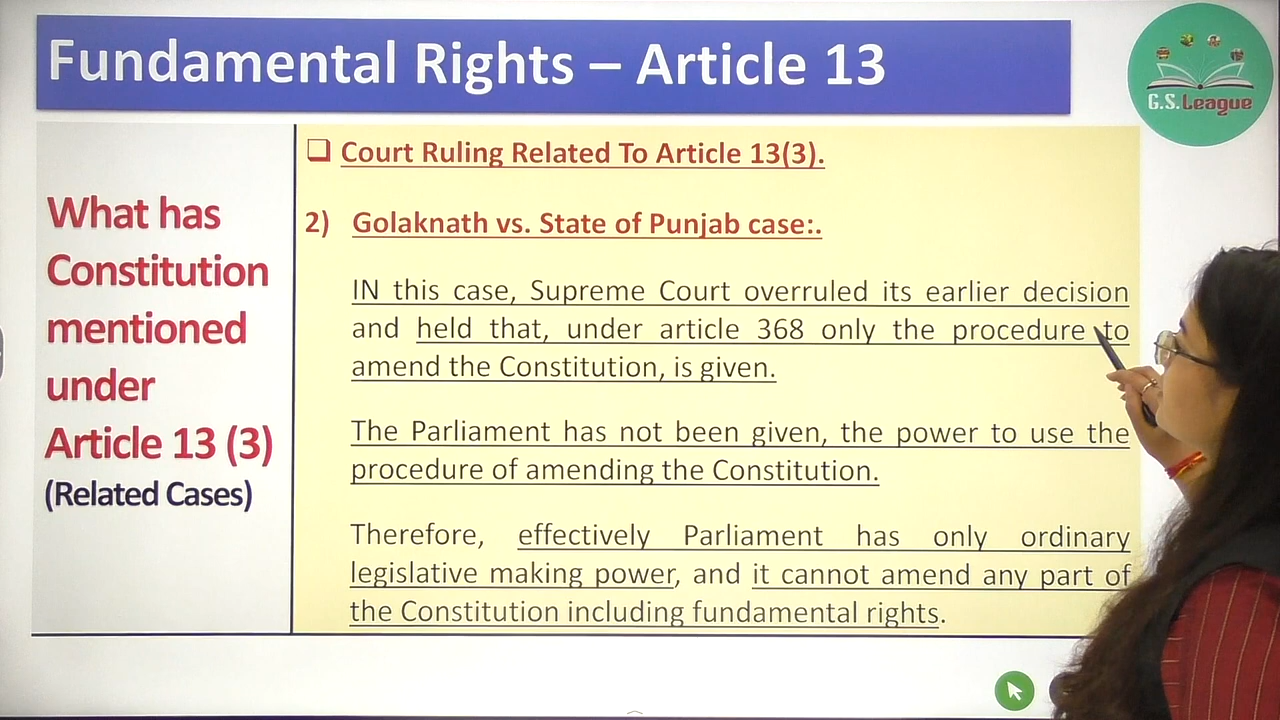 Fundamental Rights – Article 13
G.S.League
What has
Constitution
mentioned
under
Article 13 (3)
(Related Cases)
Court Ruling Related To Article 13(3).
2) Golaknath vs. State of Punjab case:.
IN this case, Supreme Court overruled its earlier decision
and held that, under article 368 only the procedure to
amend the Constitution, is given.
The Parliament has not been given, the power to use the
procedure of amending the Constitution.
Therefore, effectively Parliament has only ordinary
legislative making power, and it cannot amend any part of
the Constitution including fundamental rights.